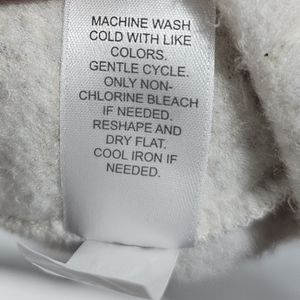 MACHINE WASH
COLD WITH LIKE
COLORS.
GENTLE CYCLE.
ONLY NON-
CHLORINE BLEACH
IF NEEDED.
RESHAPE AND
DRY FLAT.
COOL IRON IF
NEEDED.